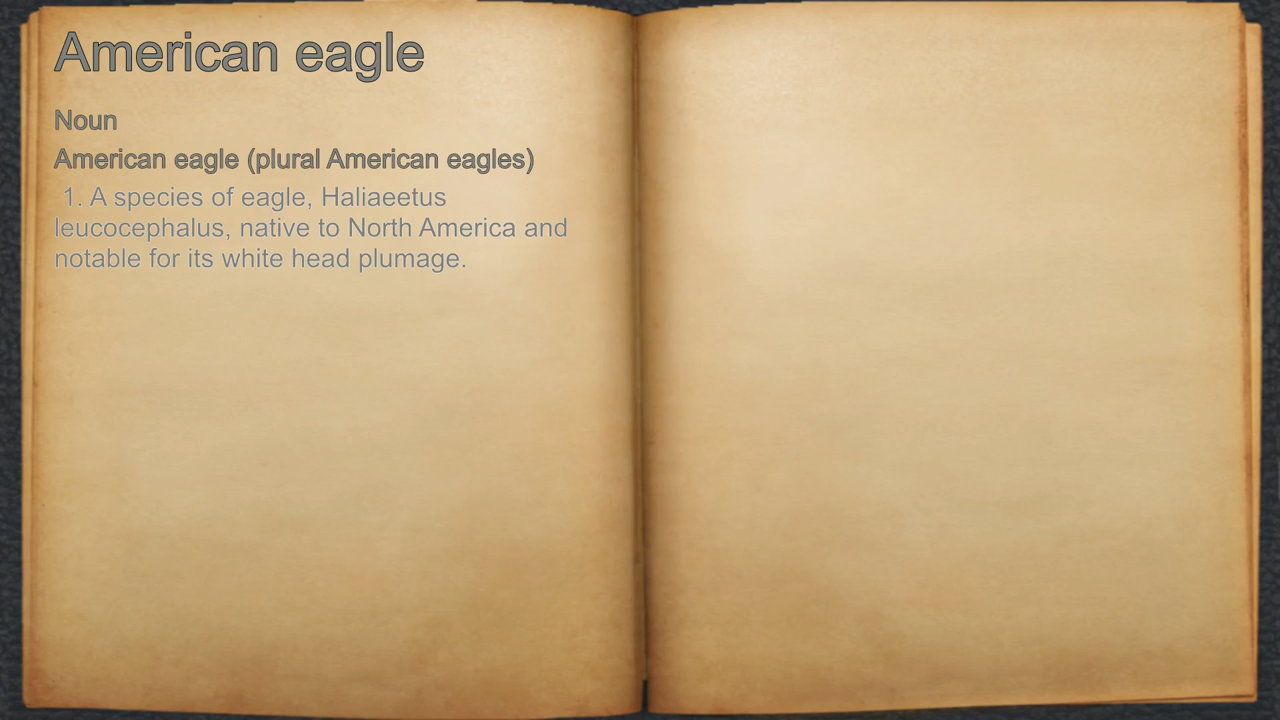 American eagle
Noun
American eagle (plural American eagles)
1. A species of eagle, Haliaeetus
leucocephalus, native to North America and
notable for its white head plumage.